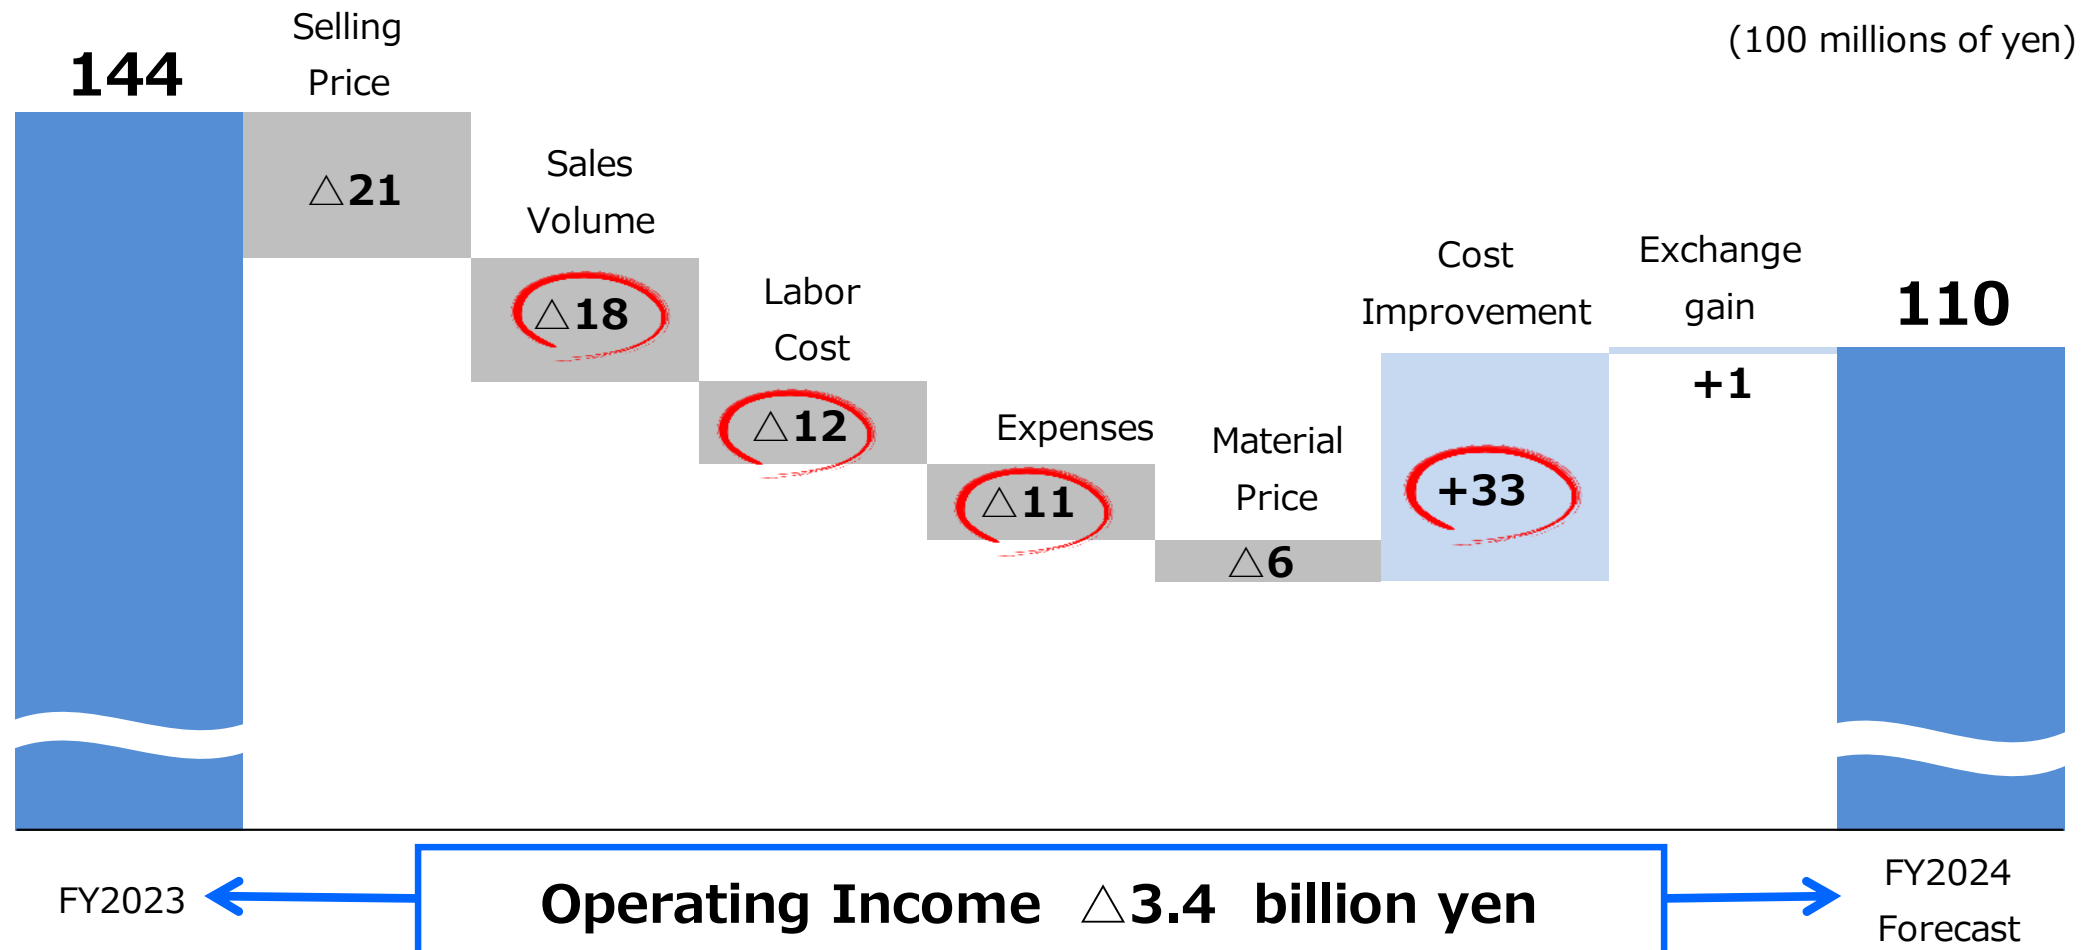 (100 millions of yen)
144
Selling
Price
△21
Sales
Volume
△18
Labor
Cost
△12
Expenses
△11
Material
Price
△6
Cost
Improvement
+33
Exchange
gain
+1
110
FY2023
Operating Income △3.4 billion yen
FY2024
Forecast